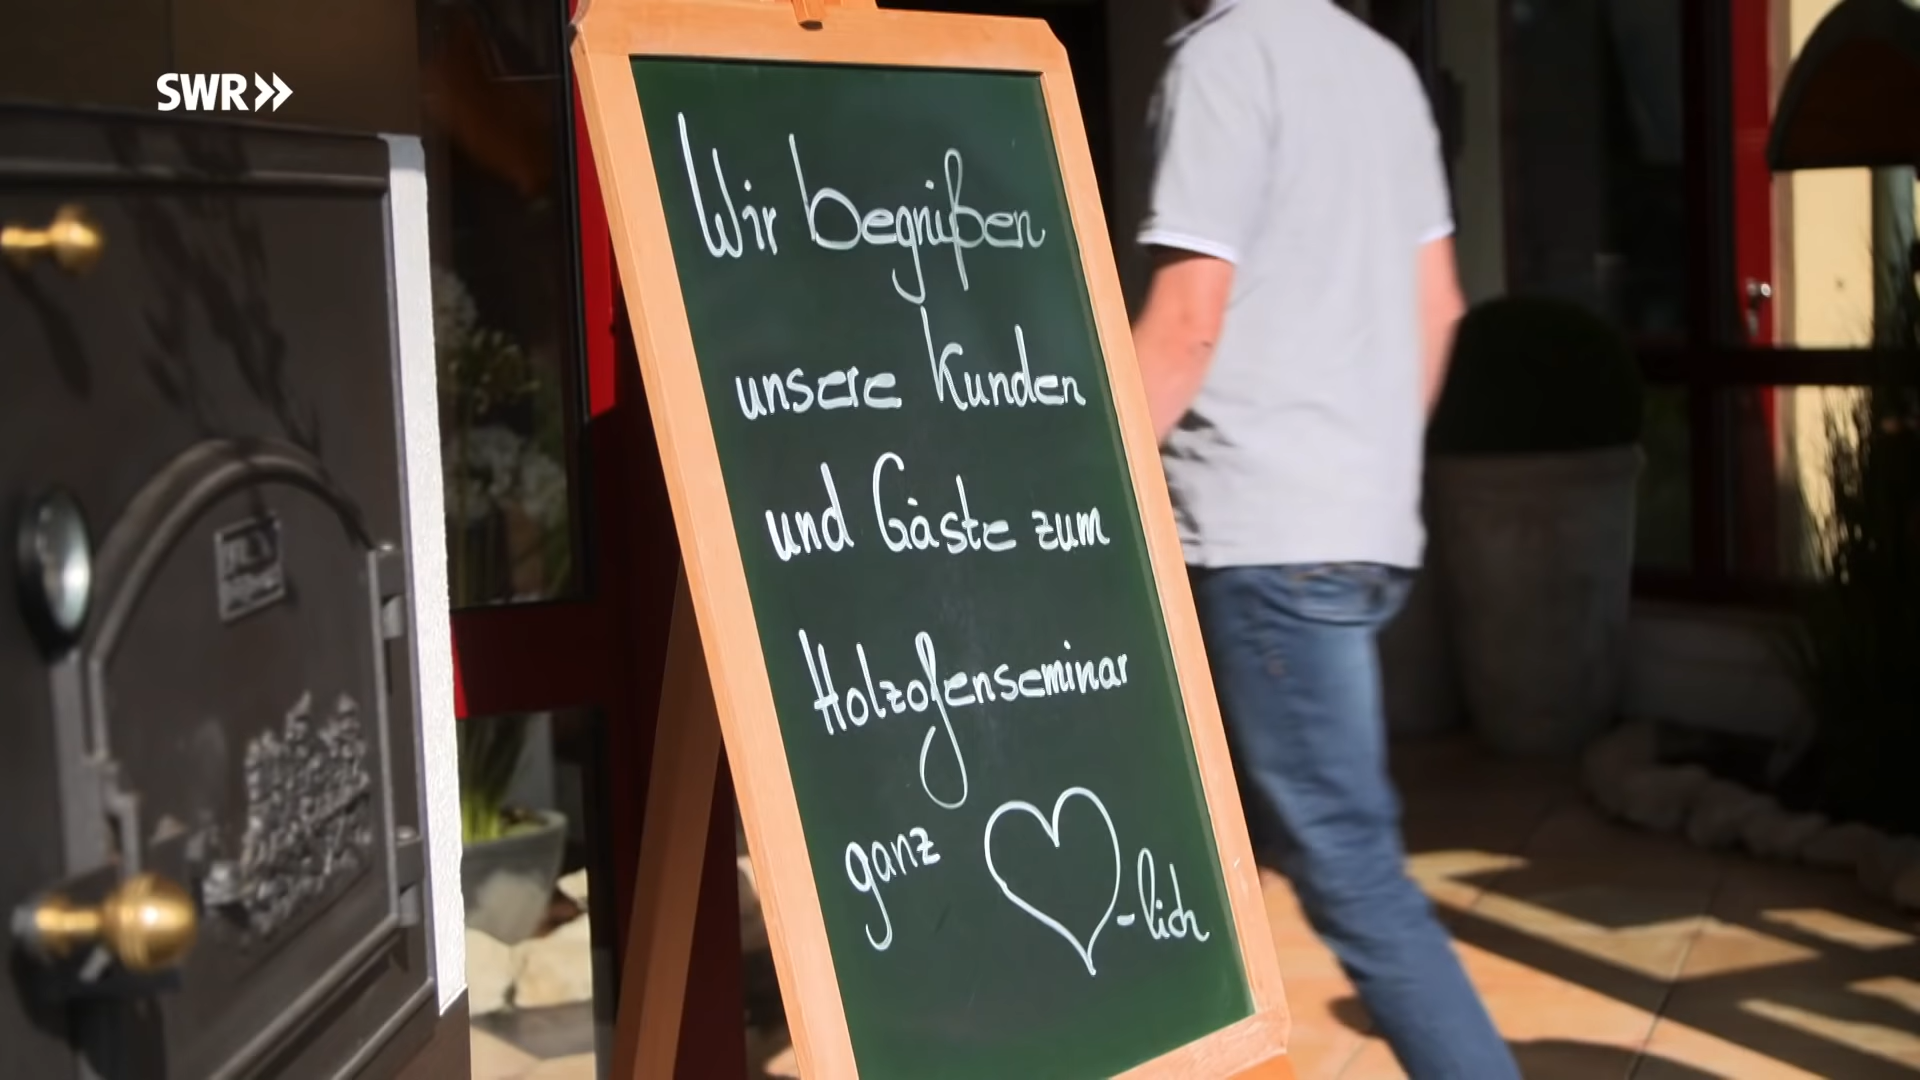 SWR»
Wir begrüßen
unsere Kunden
und Gäste zum
Holzofenseminar
ganz ♡-lich